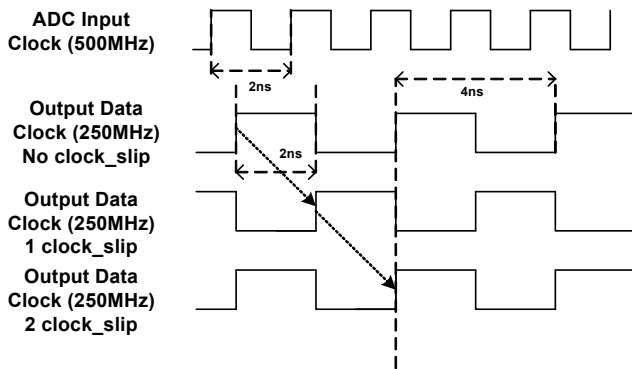 ADC Input
Clock (500MHz)
2ns
4ns
Output Data
Clock (250MHz)
No clock_slip
2ns
Output Data
Clock (250MHz)
1 clock_slip
Output Data
Clock (250MHz)
2 clock_slip